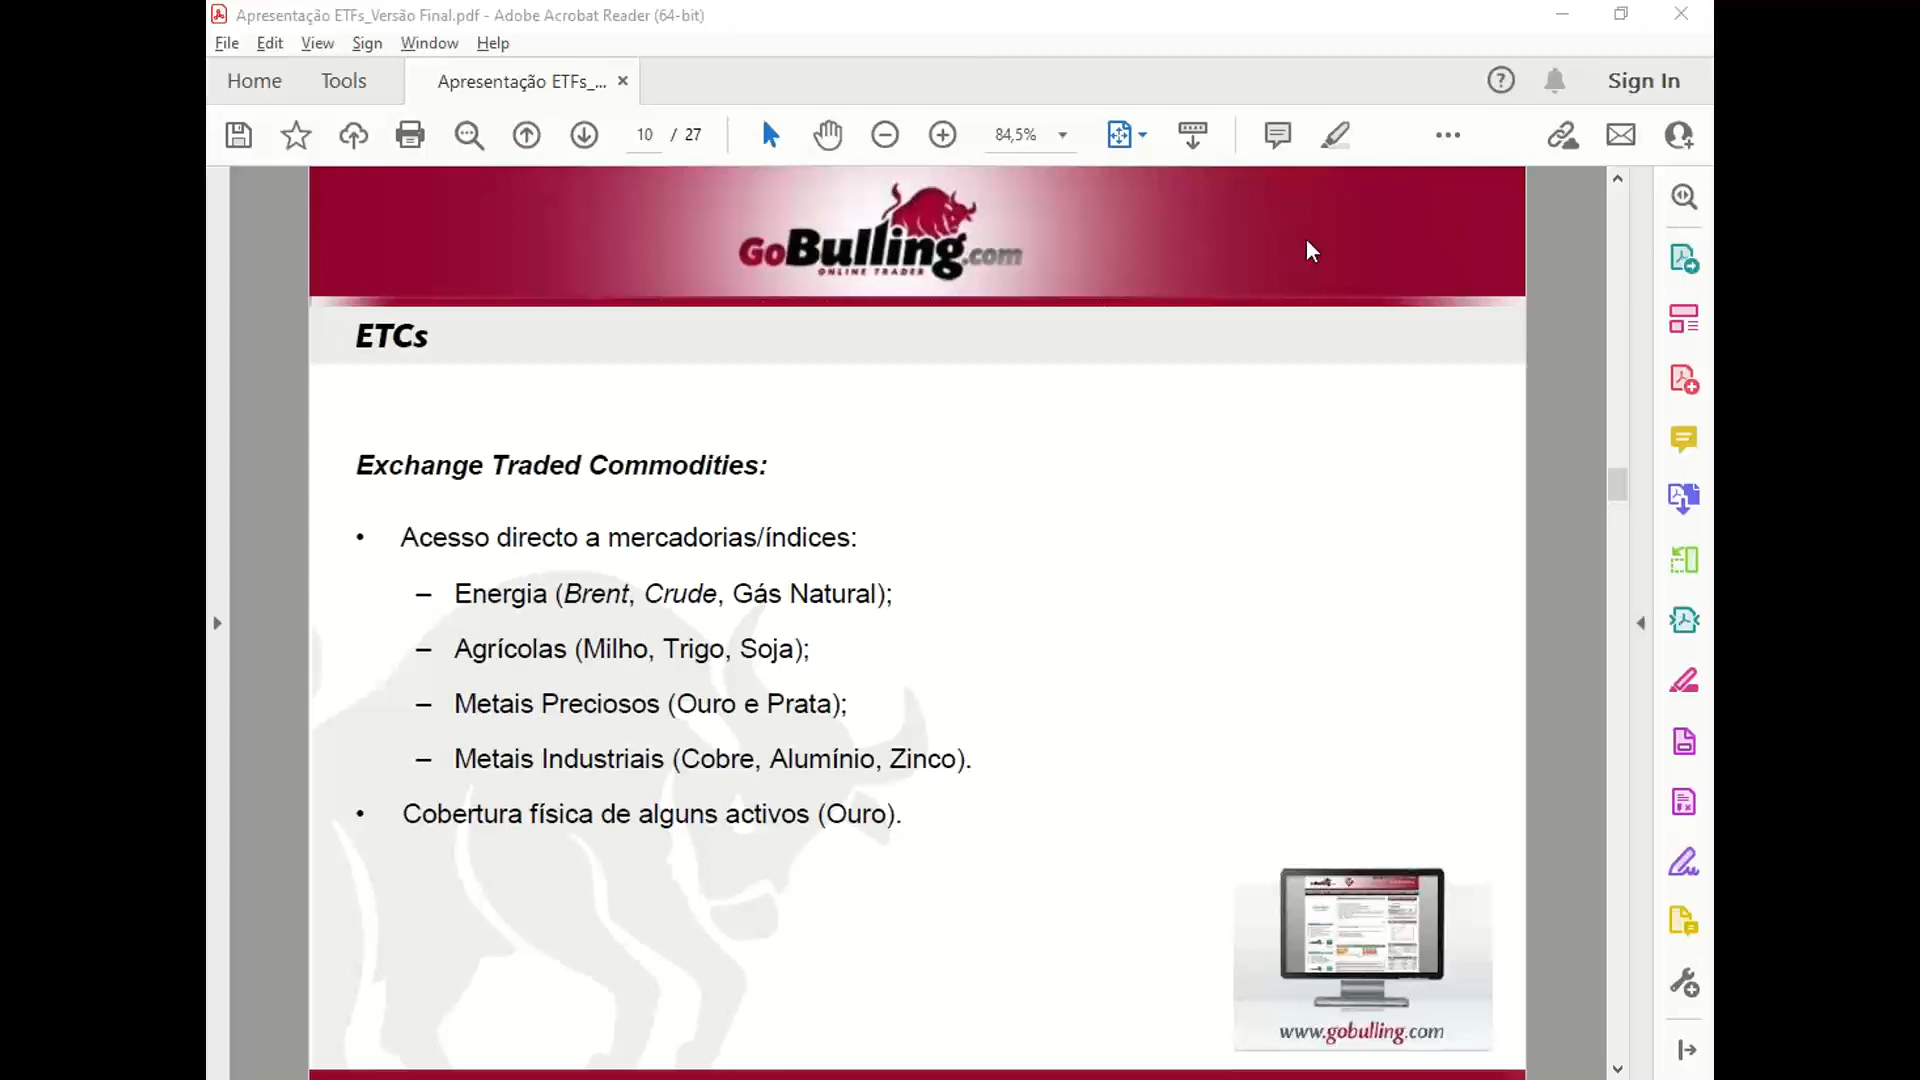 Apresentação ETFs_Versão Final.pdf - Adobe Acrobat Reader (64-bit)
File Edit View Sign Window Help
Home Tools Apresentação ETFs_... × Sign In
10 / 27 84,5%
GoBulling.com
ONLINE TRADER
ETCs
Exchange Traded Commodities:
• Acesso directo a mercadorias/índices:
– Energia (Brent, Crude, Gás Natural);
– Agrícolas (Milho, Trigo, Soja);
– Metais Preciosos (Ouro e Prata);
– Metais Industriais (Cobre, Alumínio, Zinco).
• Cobertura física de alguns activos (Ouro).
www.gobulling.com